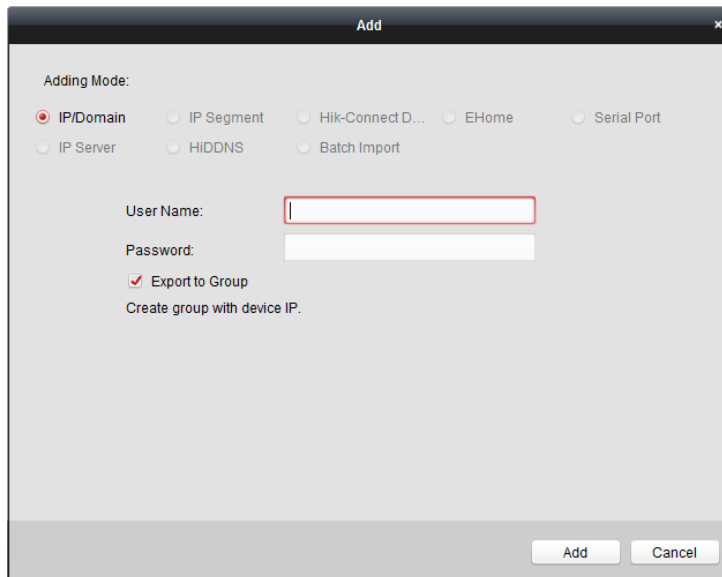 Add
×
Adding Mode:
IP/Domain IP Segment Hik-Connect D... EHome Serial Port
IP Server HiDDNS Batch Import
User Name:
Password:
Export to Group
Create group with device IP.
Add Cancel